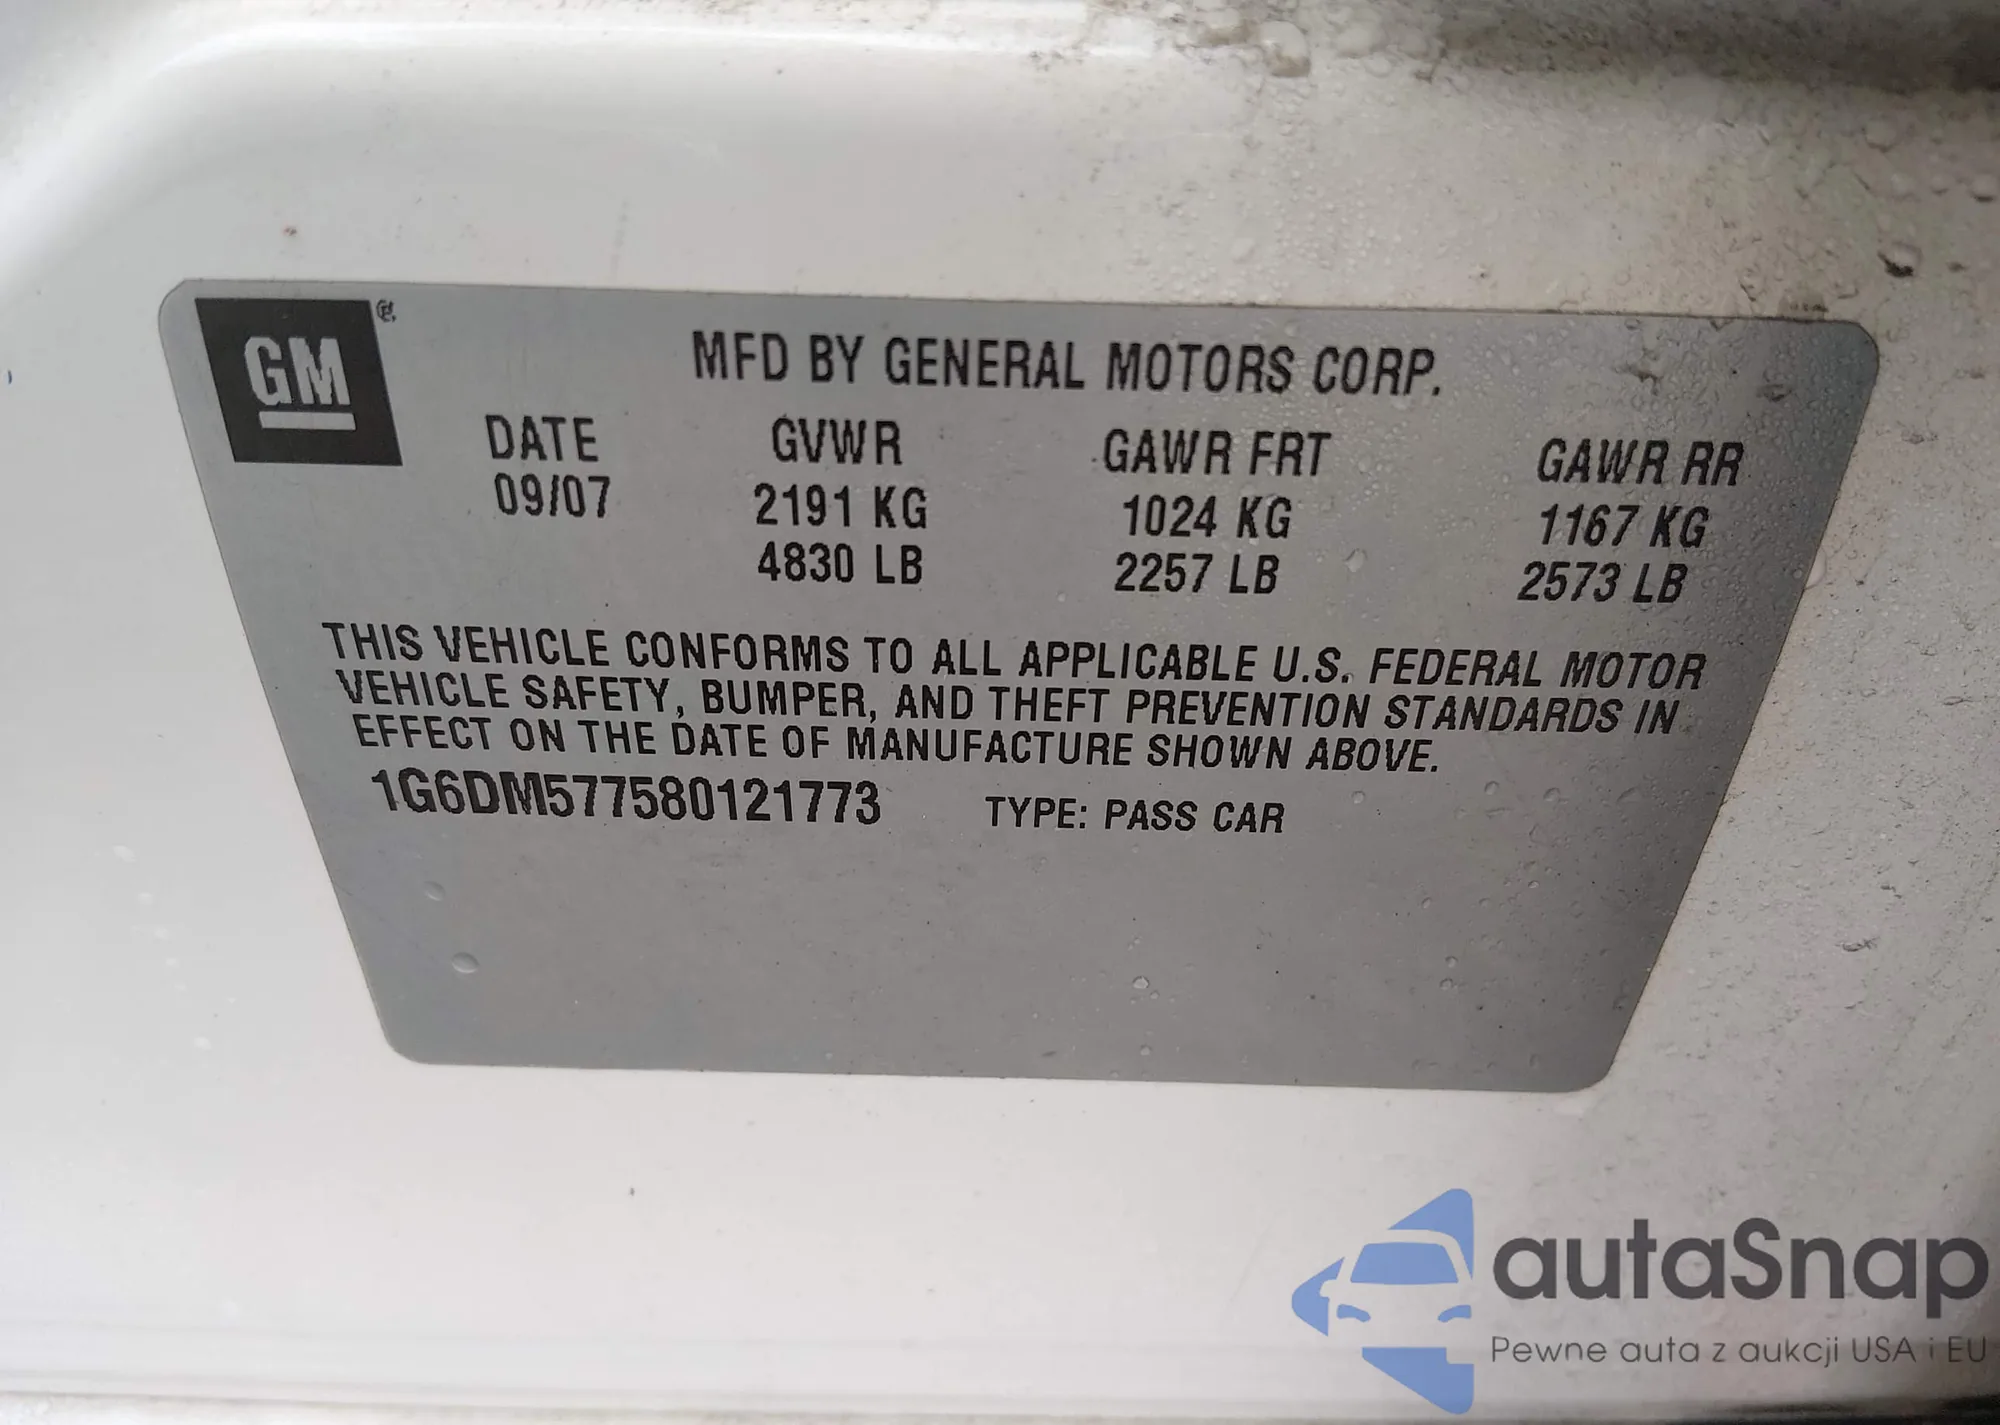 GM
MFD BY GENERAL MOTORS CORP.
DATE GVWR GAWR FRT GAWR RR
09/07 2191 KG 1024 KG 1167 KG
4830 LB 2257 LB 2573 LB
THIS VEHICLE CONFORMS TO ALL APPLICABLE U.S. FEDERAL MOTOR
VEHICLE SAFETY, BUMPER, AND THEFT PREVENTION STANDARDS IN
EFFECT ON THE DATE OF MANUFACTURE SHOWN ABOVE.
1G6DM577580121773 TYPE: PASS CAR
autaSnap
Pewne auta z aukcji USA i EU